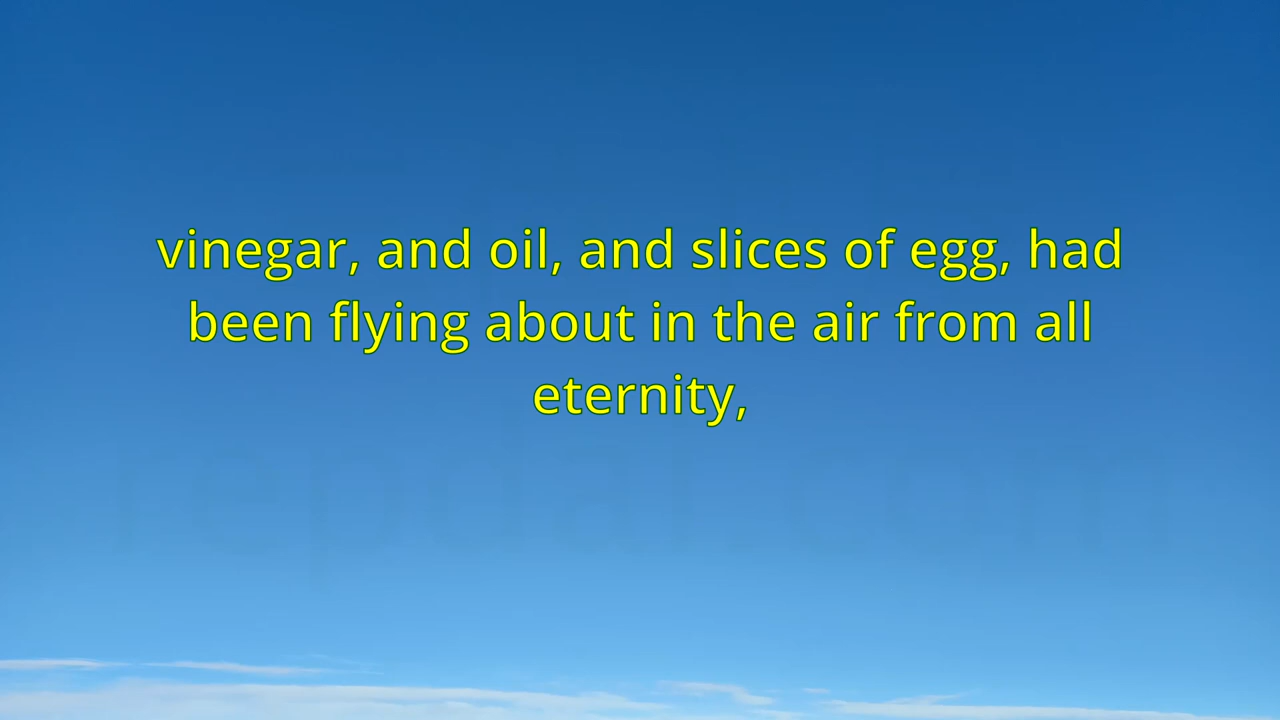 vinegar, and oil, and slices of egg, had
been flying about in the air from all
eternity,